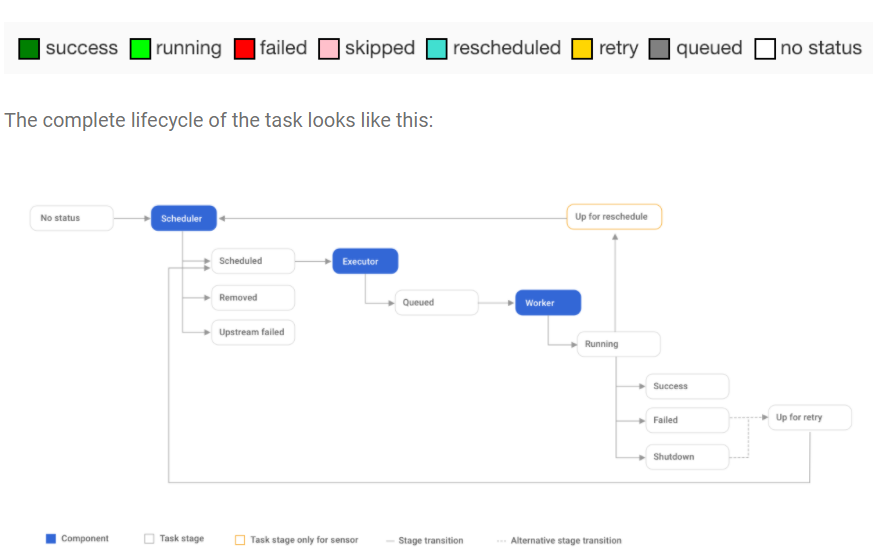 success running failed skipped rescheduled retry queued no status
The complete lifecycle of the task looks like this:
No status
Scheduler
Up for reschedule
Scheduled
Executor
Removed
Queued
Worker
Upstream failed
Running
Success
Failed
Up for retry
Shutdown
Component Task stage Task stage only for sensor Stage transition Alternative stage transition